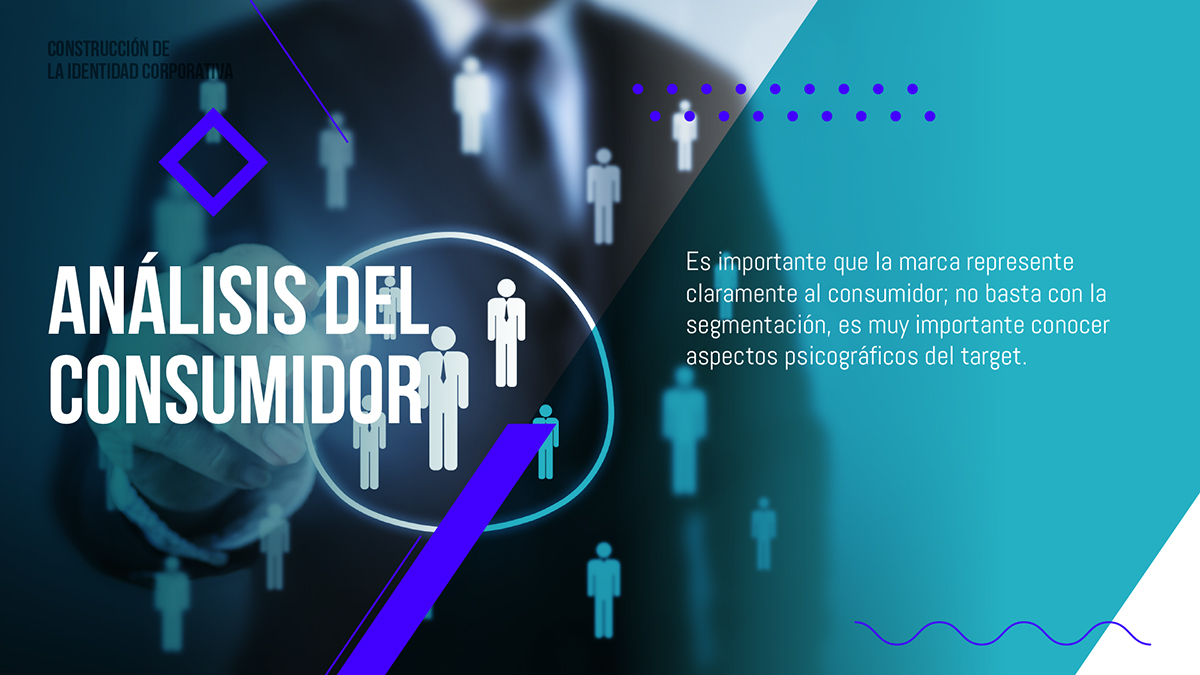 CONSTRUCCIÓN DE
LA IDENTIDAD CORPORATIVA
ANÁLISIS DEL
CONSUMIDOR
Es importante que la marca represente
claramente al consumidor; no basta con la
segmentación, es muy importante conocer
aspectos psicográficos del target.